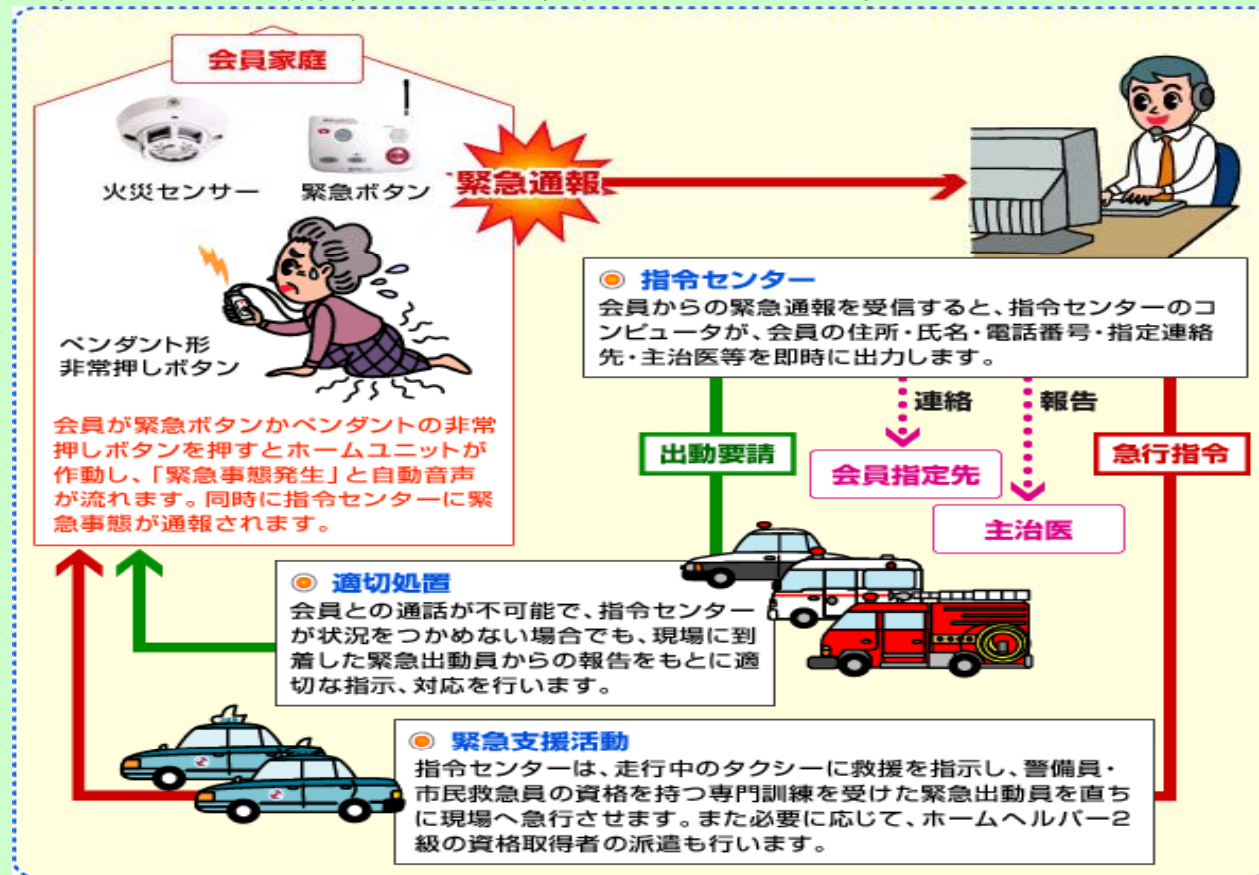 会員家庭
火災センサー
緊急ボタン
緊急通報
ペンダント形
非常押しボタン
会員が緊急ボタンかペンダントの非常
押しボタンを押すとホームユニットが
作動し、「緊急事態発生」と自動音声
が流れます。同時に指令センターに緊
急事態が通報されます。
指令センター
会員からの緊急通報を受信すると、指令センターのコ
ンピュータが、会員の住所・氏名・電話番号・指定連絡
先・主治医等を即時に出力します。
連絡
報告
出動要請
急行指令
会員指定先
主治医
適切処置
会員との通話が不可能で、指令センター
が状況をつかめない場合でも、現場に到
着した緊急出動員からの報告をもとに適
切な指示、対応を行います。
緊急支援活動
指令センターは、走行中のタクシーに救援を指示し、警備員・
市民救急員の資格を持つ専門訓練を受けた緊急出動員を直ち
に現場へ急行させます。また必要に応じて、ホームヘルパー2
級の資格取得者の派遣も行います。